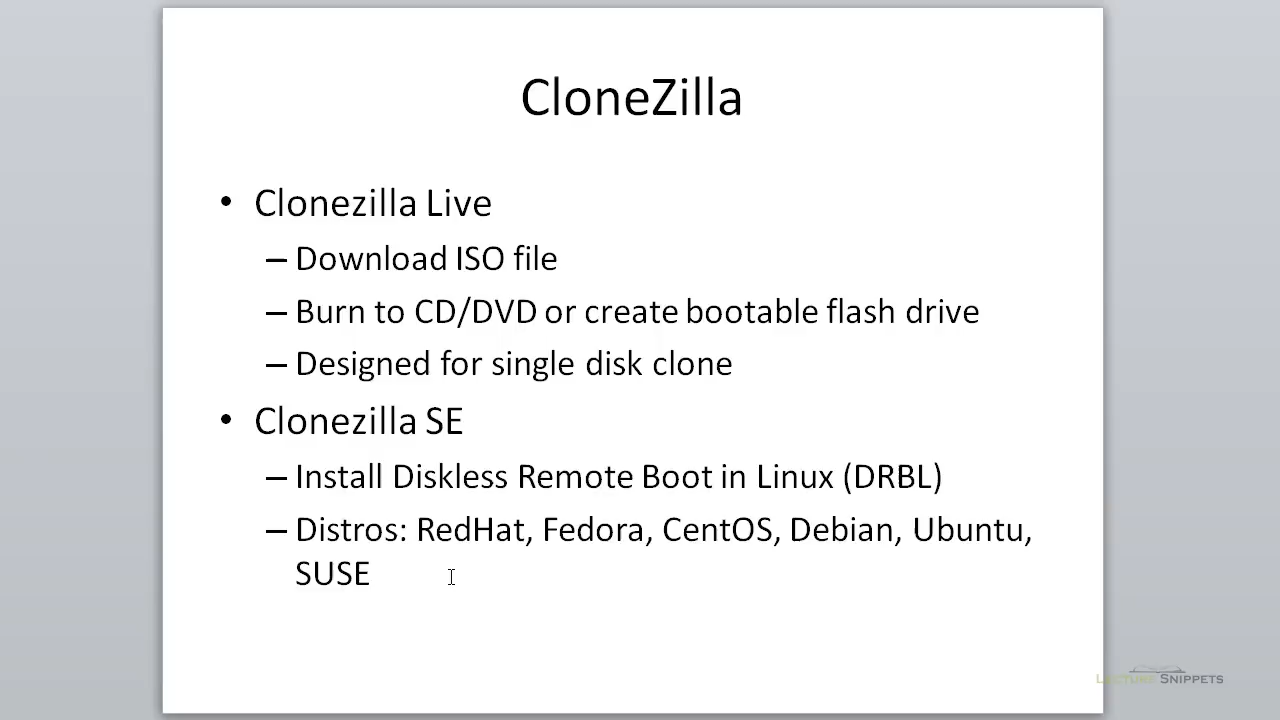 CloneZilla
• Clonezilla Live
– Download ISO file
– Burn to CD/DVD or create bootable flash drive
– Designed for single disk clone
• Clonezilla SE
– Install Diskless Remote Boot in Linux (DRBL)
– Distros: RedHat, Fedora, CentOS, Debian, Ubuntu,
SUSE
Lecture Snippets